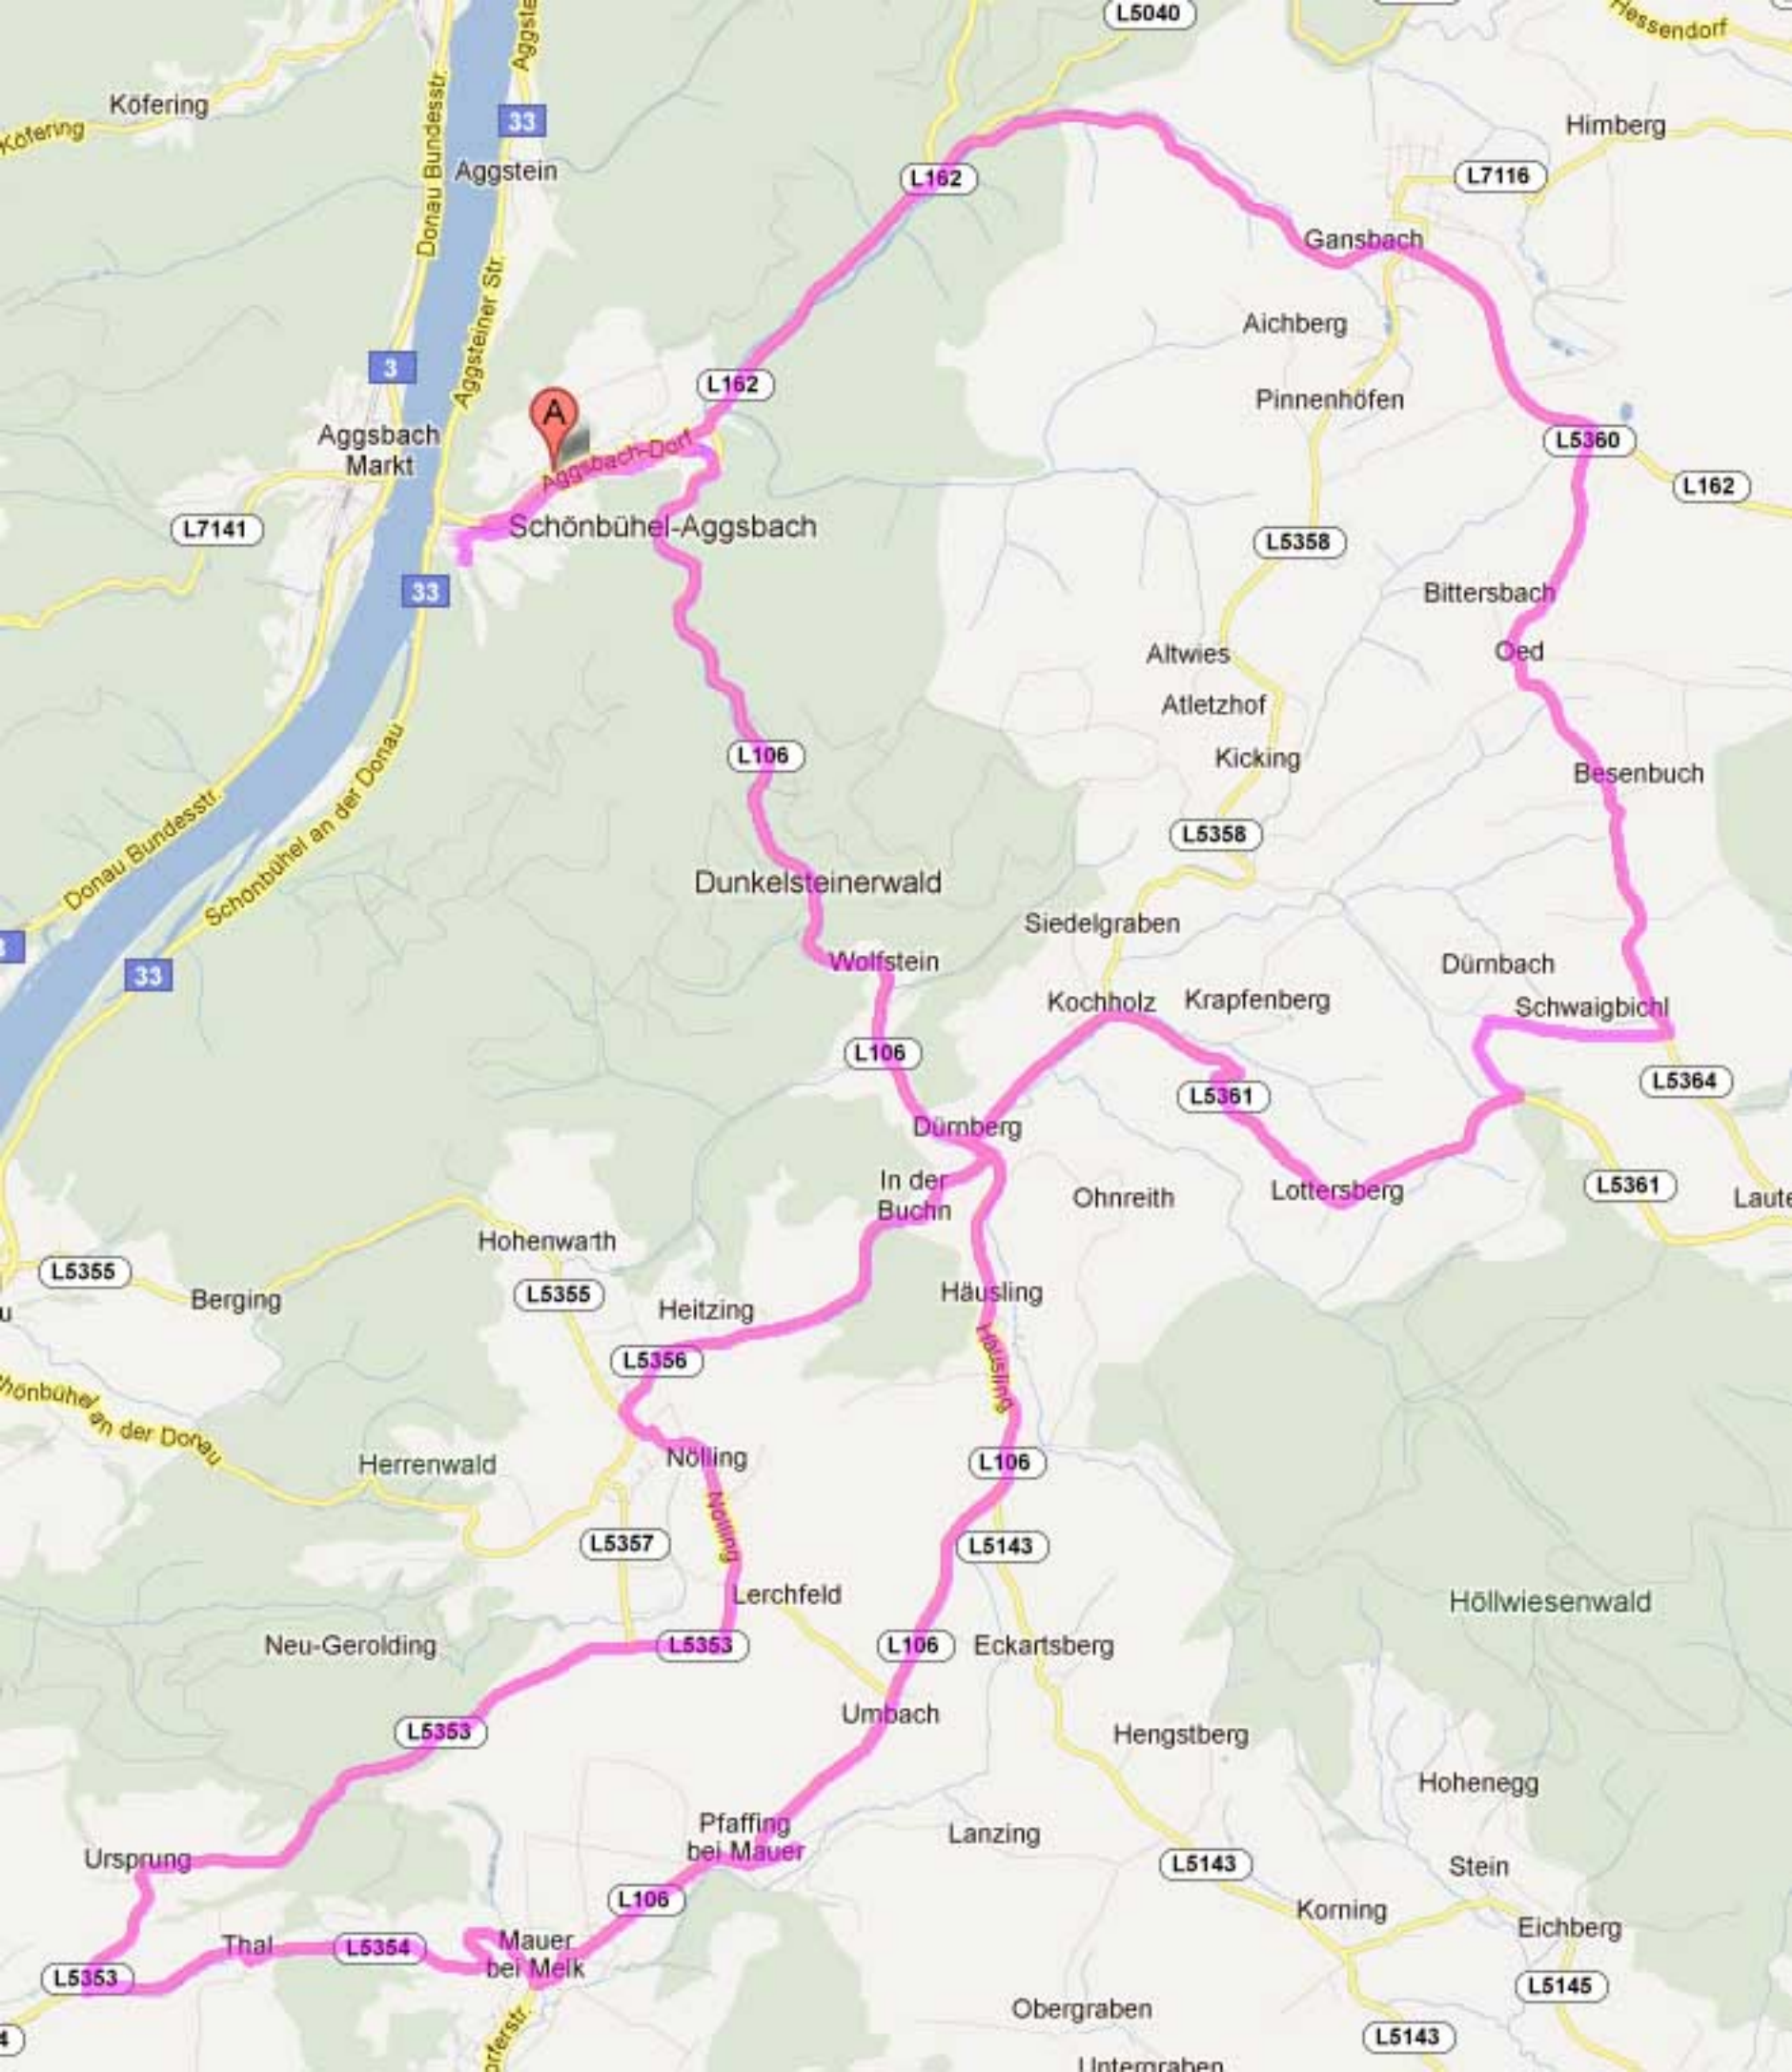 L5040
Hessendorf
Aggste
Köfering
Köfering
Donau Bundesstr.
33
Aggstein
Himberg
L162
L7116
Gansbach
Aggsteiner Str.
Aichberg
3
L162
A
Pinnenhöfen
Aggsbach
Markt
Aggsbach-Dorf
L5360
L162
L7141
Schönbühel-Aggsbach
L5358
33
Bittersbach
Oed
Altwies
Atletzhof
L106
Kicking
Besenbuch
Donau Bundesstr.
Schönbühel an der Donau
L5358
Dunkelsteinerwald
Siedelgraben
Wolfstein
33
Dürnbach
Kochholz
Krapfenberg
Schwaigbichl
L106
L5364
L5361
Dürnberg
In der
Buchn
Ohnreith
Lottersberg
L5361
Laute
Hohenwarth
L5355
Berging
L5355
Häusling
Heitzing
u
L5356
Häusling
hönbühel an der Donau
Herrenwald
Nölling
L106
Nölling
L5357
L5143
Lerchfeld
Höllwiesenwald
Neu-Gerolding
L5353
L106
Eckartsberg
L5353
Umbach
Hengstberg
Hohenegg
Pfaffing
bei Mauer
Lanzing
Ursprung
L5143
Stein
L106
Korning
Eichberg
Thal
L5354
Mauer
bei Melk
L5353
L5145
Obergraben
4
orferstr.
L5143
Untergraben